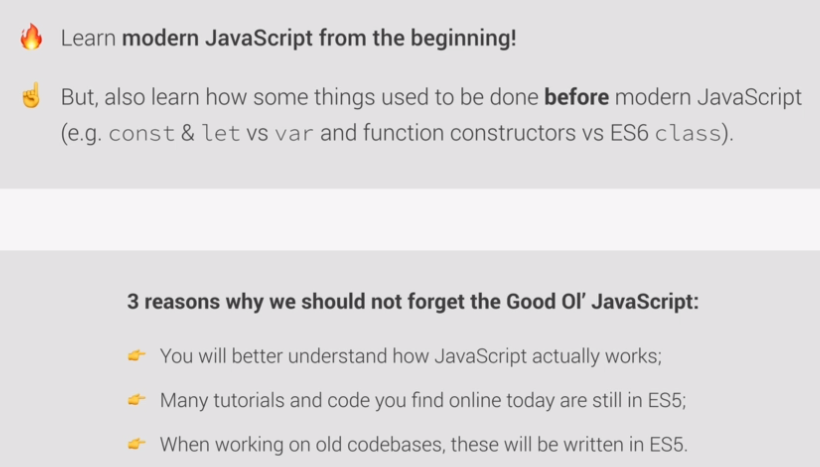 🔥 Learn modern JavaScript from the beginning!
☝️ But, also learn how some things used to be done before modern JavaScript
(e.g. const & let vs var and function constructors vs ES6 class).
3 reasons why we should not forget the Good Ol’ JavaScript:
👉 You will better understand how JavaScript actually works;
👉 Many tutorials and code you find online today are still in ES5;
👉 When working on old codebases, these will be written in ES5.